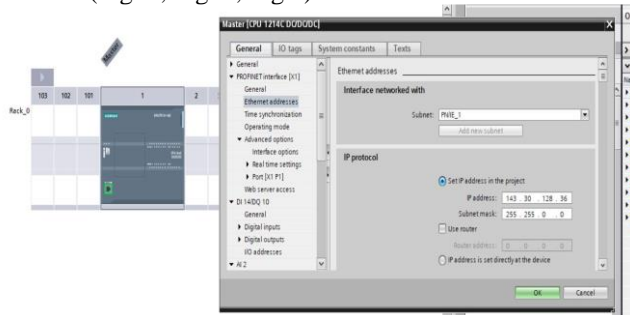 Master [CPU 1214C DC/DC/DC]
General
IO tags
System constants
Texts
General
PROFINET interface [X1]
General
Ethernet addresses
Time synchronization
Operating mode
Advanced options
Interface options
Real time settings
Port [X1 P1]
Web server access
DI 14/DQ 10
General
Digital inputs
Digital outputs
I/O addresses
AI 2
Ethernet addresses
Interface networked with
Subnet: PN/IE_1
Add new subnet
IP protocol
Set IP address in the project
IP address: 143 . 30 . 128 . 36
Subnet mask: 255 . 255 . 0 . 0
Use router
Router address: 0 . 0 . 0 . 0
IP address is set directly at the device
OK
Cancel
Master
103 102 101 1 2
Rack_0